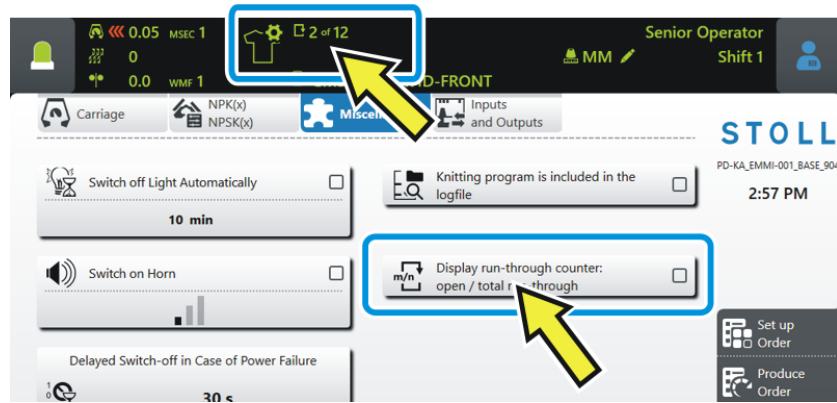 0.05 MSEC 1
0
0.0 WMF 1
2 of 12
D-FRONT
MM
Senior Operator
Shift 1
Carriage
NPK(x)
NPSK(x)
Inputs
and Outputs
STOLL
PD-KA_EMMI-001_BASE_904
2:57 PM
Switch off Light Automatically
10 min
Knitting program is included in the
logfile
Switch on Horn
m/n
Display run-through counter:
open / total run-through
Delayed Switch-off in Case of Power Failure
1
0
30 s
Set up
Order
Produce
Order